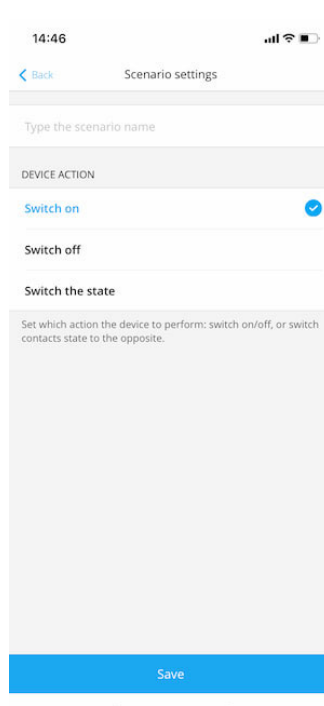 14:46
Back
Scenario settings
Type the scenario name
DEVICE ACTION
Switch on
Switch off
Switch the state
Set which action the device to perform: switch on/off, or switch
contacts state to the opposite.
Save